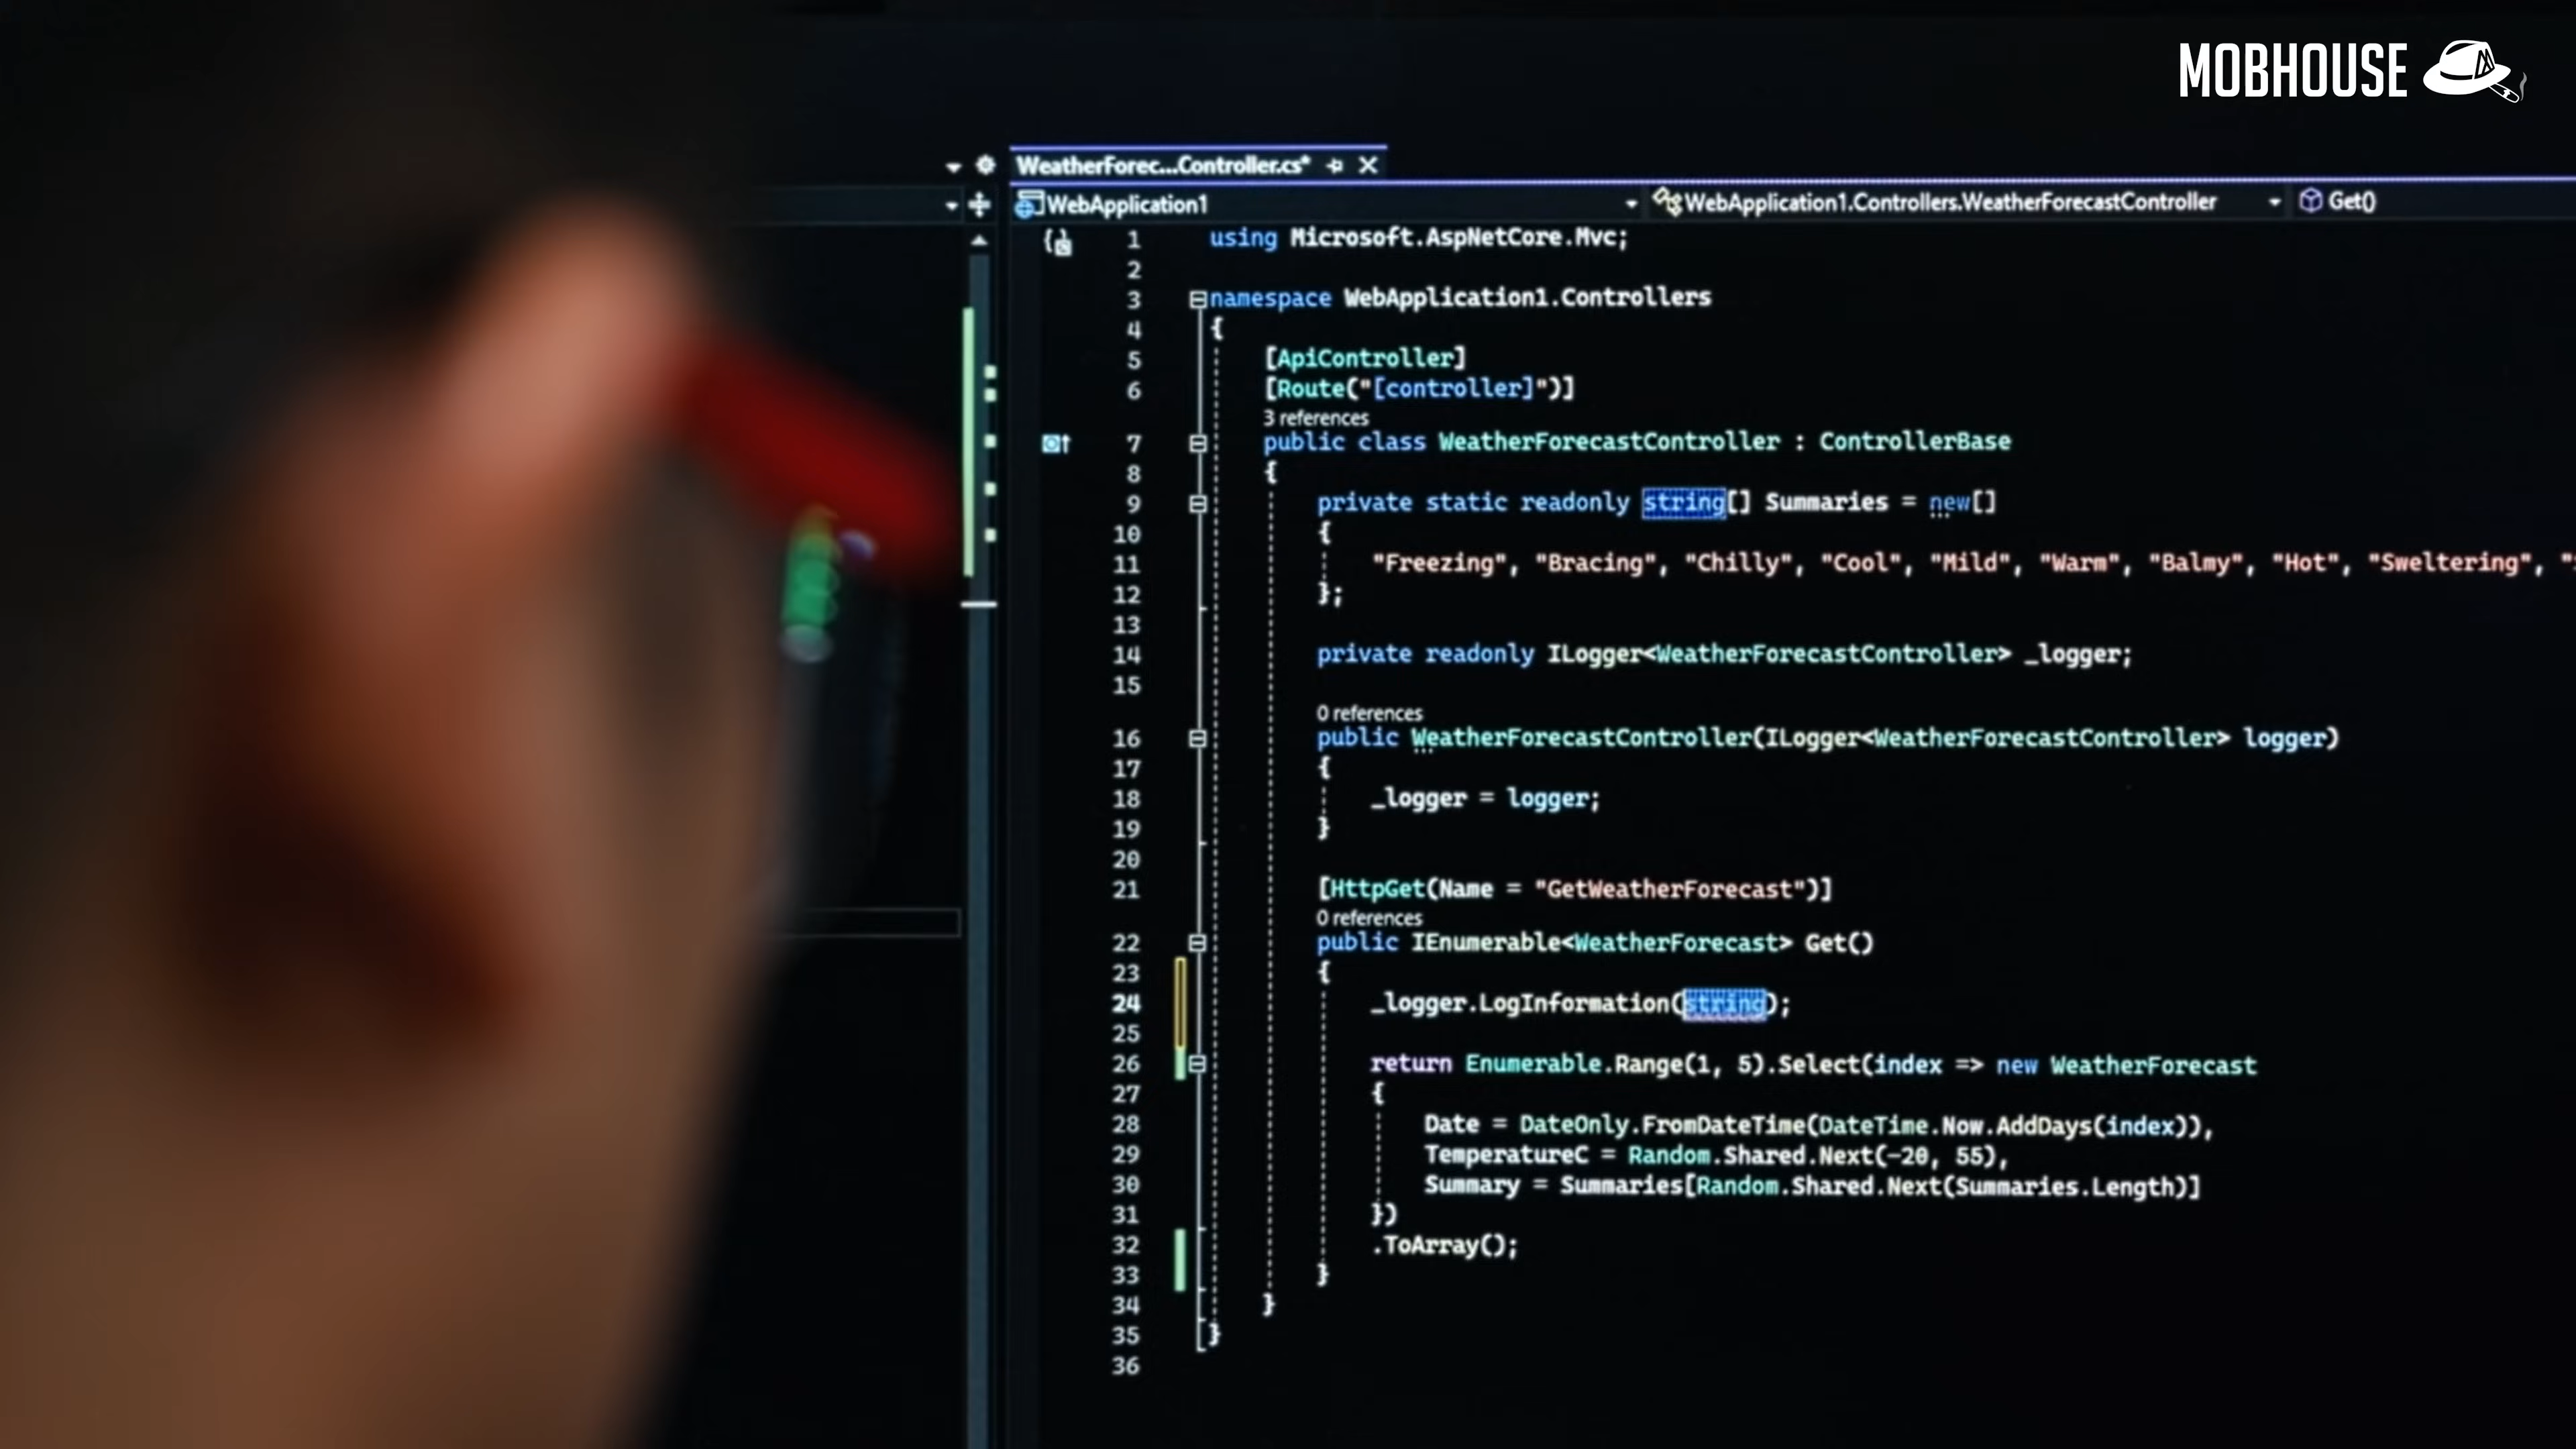 MOBHOUSE
WeatherForec...Controller.cs*
WebApplication1 WebApplication1.Controllers.WeatherForecastController Get()
1 using Microsoft.AspNetCore.Mvc;
2
3 namespace WebApplication1.Controllers
4 {
5 [ApiController]
6 [Route("[controller]")]
3 references
7 public class WeatherForecastController : ControllerBase
8 {
9 private static readonly string[] Summaries = new[]
10 {
11 "Freezing", "Bracing", "Chilly", "Cool", "Mild", "Warm", "Balmy", "Hot", "Sweltering", "
12 };
13
14 private readonly ILogger<WeatherForecastController> _logger;
15
0 references
16 public WeatherForecastController(ILogger<WeatherForecastController> logger)
17 {
18 _logger = logger;
19 }
20
21 [HttpGet(Name = "GetWeatherForecast")]
0 references
22 public IEnumerable<WeatherForecast> Get()
23 {
24 _logger.LogInformation(string);
25
26 return Enumerable.Range(1, 5).Select(index => new WeatherForecast
27 {
28 Date = DateOnly.FromDateTime(DateTime.Now.AddDays(index)),
29 TemperatureC = Random.Shared.Next(-20, 55),
30 Summary = Summaries[Random.Shared.Next(Summaries.Length)]
31 })
32 .ToArray();
33 }
34 }
35 }
36